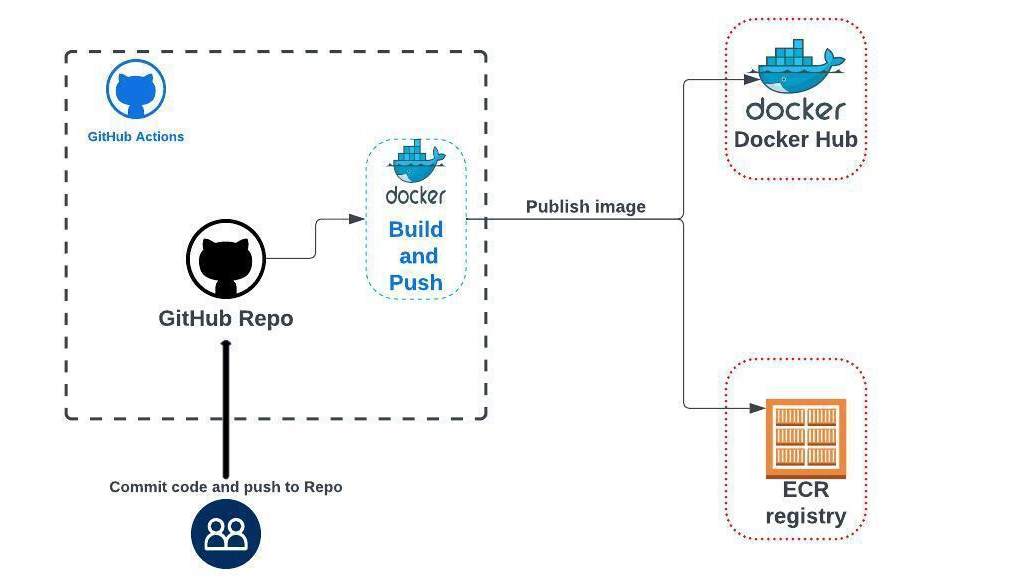 GitHub Actions
docker
Build
and
Push
GitHub Repo
Commit code and push to Repo
Publish image
docker
Docker Hub
ECR
registry